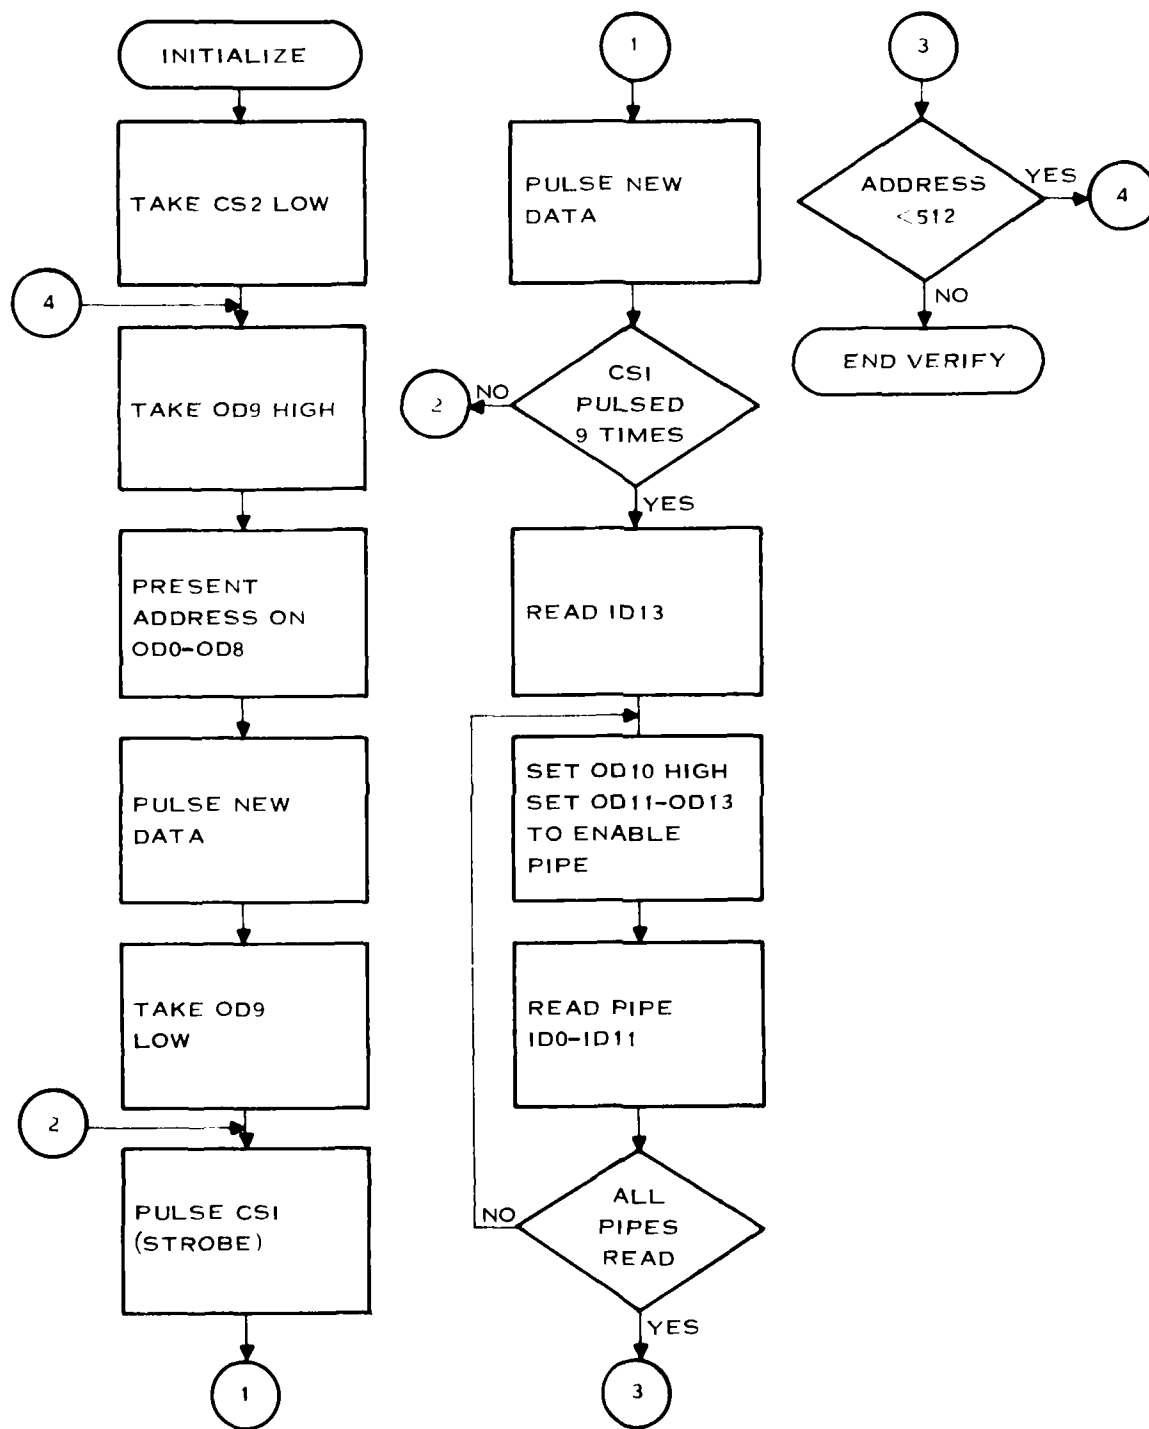 INITIALIZE
TAKE CS2 LOW
4
TAKE OD9 HIGH
PRESENT
ADDRESS ON
OD0-OD8
PULSE NEW
DATA
TAKE OD9
LOW
2
PULSE CS1
(STROBE)
1
1
PULSE NEW
DATA
CS1
PULSED
9 TIMES
NO
2
YES
READ ID13
SET OD10 HIGH
SET OD11-OD13
TO ENABLE
PIPE
READ PIPE
ID0-ID11
ALL
PIPES
READ
NO
YES
3
3
ADDRESS
<512
YES
4
NO
END VERIFY